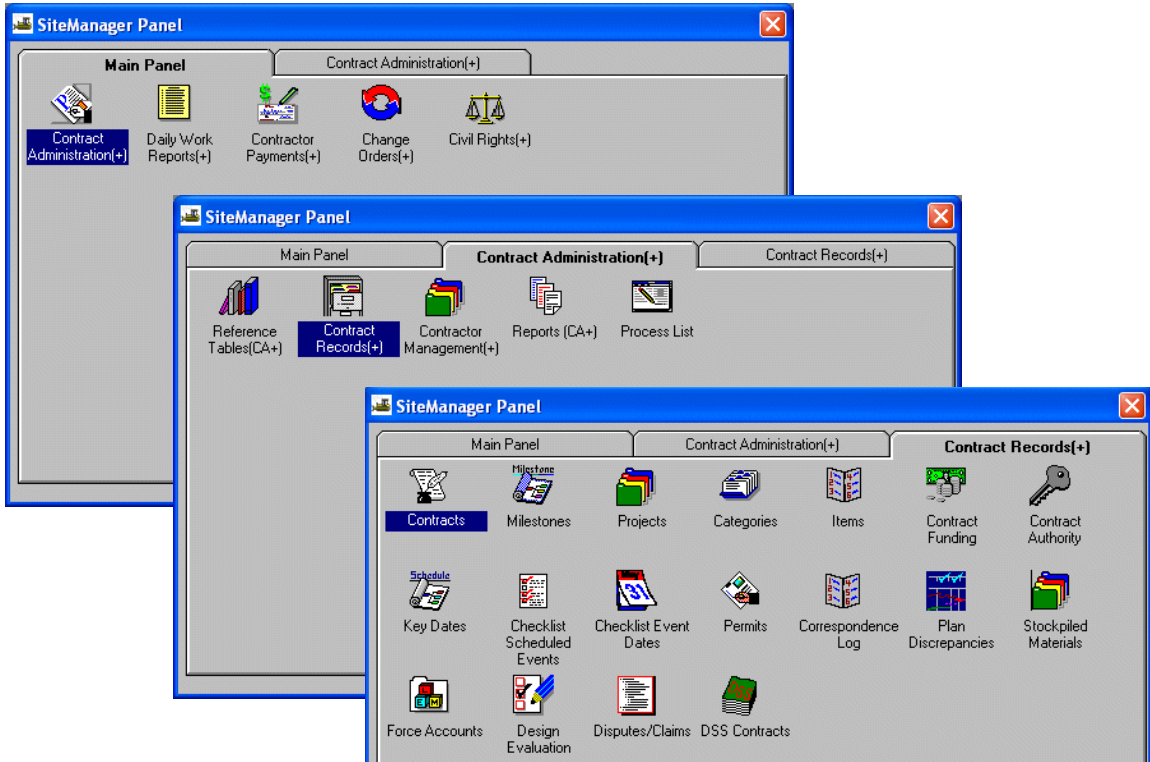 SiteManager Panel
Main Panel
Contract Administration(+)
Contract
Administration(+)
Daily Work
Reports(+)
Contractor
Payments(+)
Change
Orders(+)
Civil Rights(+)
SiteManager Panel
Main Panel
Contract Administration(+)
Contract Records(+)
Reference
Tables(CA+)
Contract
Records(+)
Contractor
Management(+)
Reports (CA+)
Process List
SiteManager Panel
Main Panel
Contract Administration(+)
Contract Records(+)
Contracts
Milestone
Milestones
Projects
Categories
Items
Contract
Funding
Contract
Authority
Schedule
Key Dates
Checklist
Scheduled
Events
31
Checklist Event
Dates
Permits
Correspondence
Log
Plan
Discrepancies
Stockpiled
Materials
L
E M
Force Accounts
Design
Evaluation
Disputes/Claims
DSS Contracts